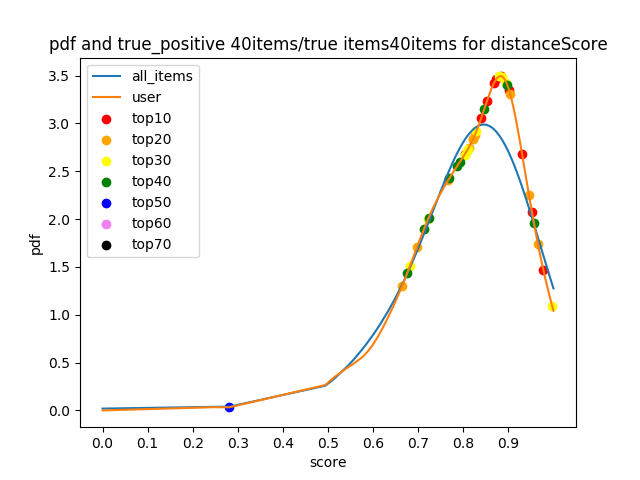 pdf and true_positive 40items/true items40items for distanceScore
all_items
user
top10
top20
top30
top40
top50
top60
top70
pdf
3.5
3.0
2.5
2.0
1.5
1.0
0.5
0.0
0.0 0.1 0.2 0.3 0.4 0.5 0.6 0.7 0.8 0.9
score